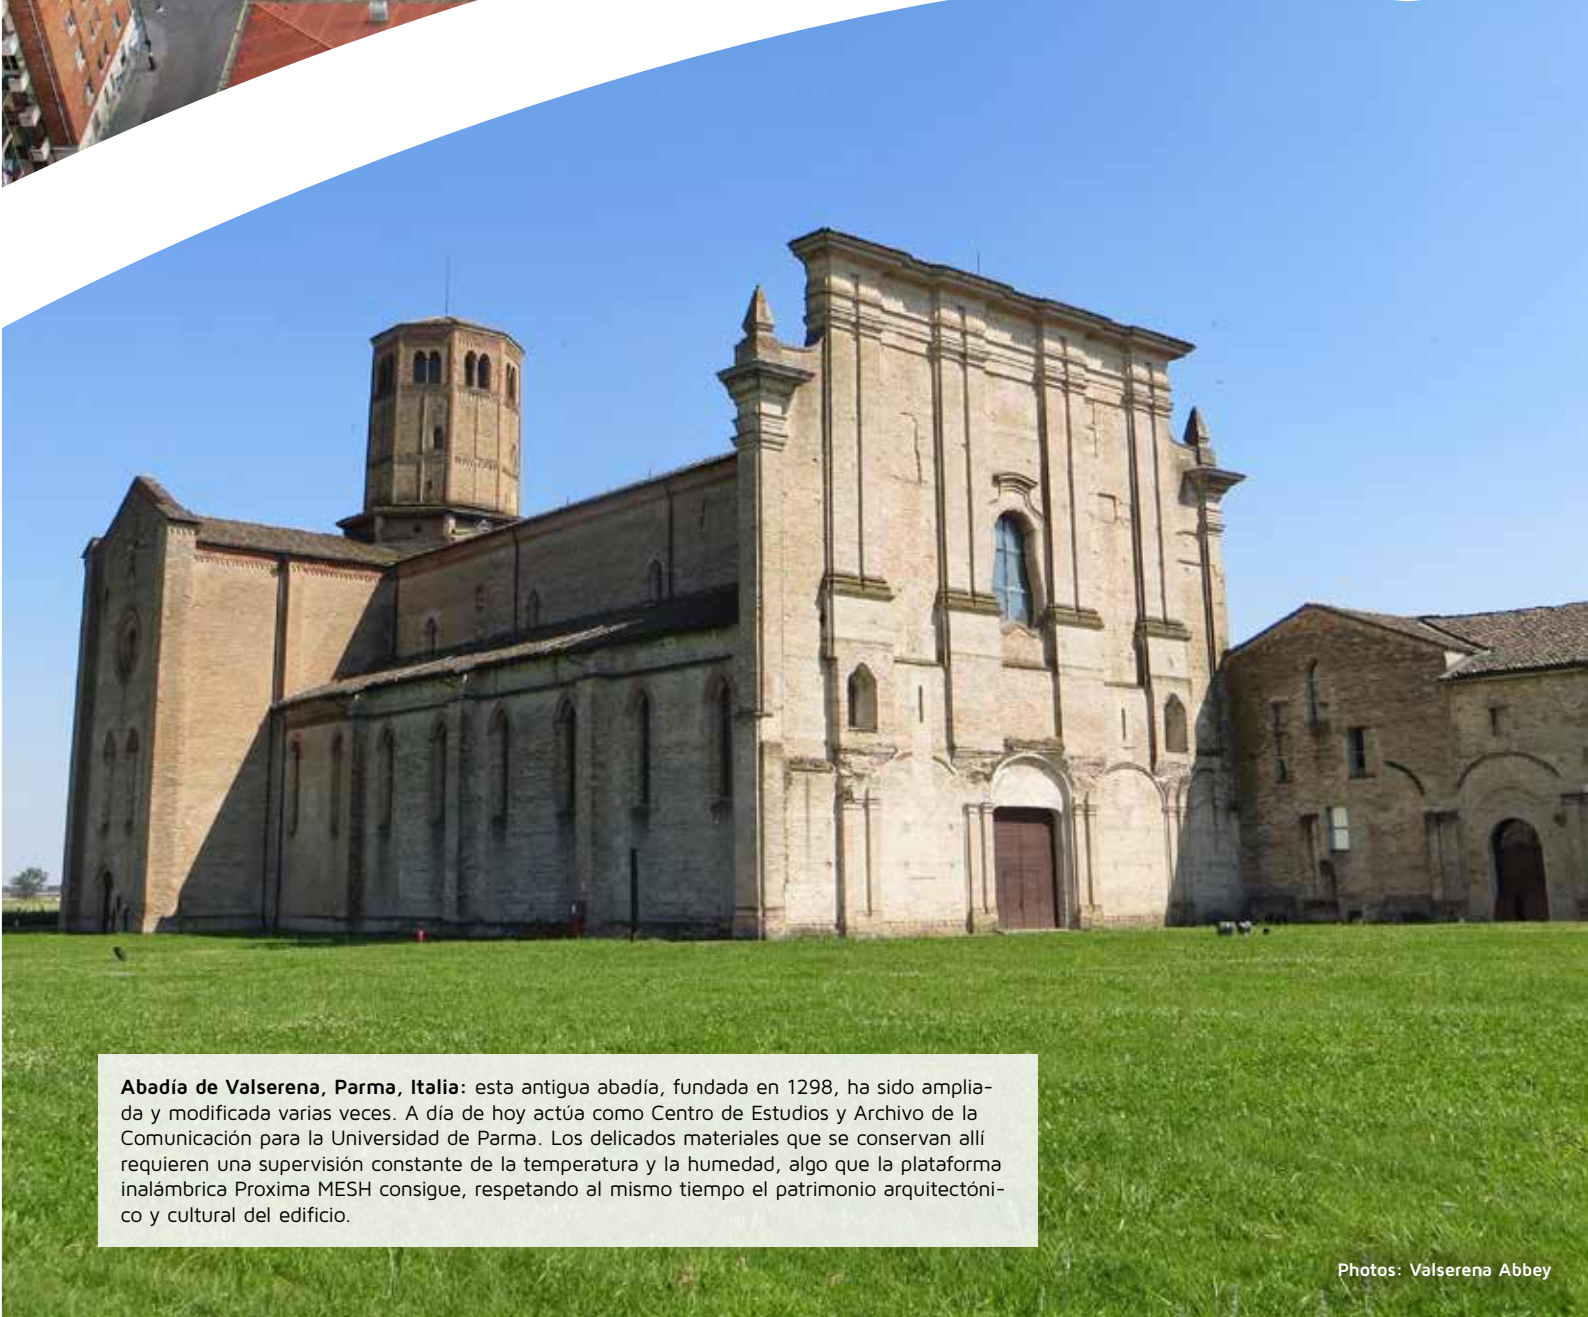 Abadía de Valserena, Parma, Italia: esta antigua abadía, fundada en 1298, ha sido amplia-
da y modificada varias veces. A día de hoy actúa como Centro de Estudios y Archivo de la
Comunicación para la Universidad de Parma. Los delicados materiales que se conservan allí
requieren una supervisión constante de la temperatura y la humedad, algo que la plataforma
inalámbrica Proxima MESH consigue, respetando al mismo tiempo el patrimonio arquitectóni-
co y cultural del edificio.
Photos: Valserena Abbey